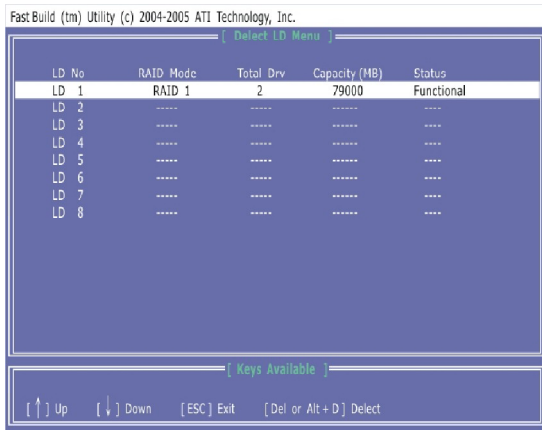 Fast Build (tm) Utility (c) 2004-2005 ATI Technology, Inc.
[ Delect LD Menu ]
LD No RAID Mode Total Drv Capacity (MB) Status
LD 1 RAID 1 2 79000 Functional
LD 2 ----- ----- ------ ----
LD 3 ----- ----- ------ ----
LD 4 ----- ----- ------ ----
LD 5 ----- ----- ------ ----
LD 6 ----- ----- ------ ----
LD 7 ----- ----- ------ ----
LD 8 ----- ----- ------ ----
[ Keys Available ]
[↑] Up [↓] Down [ESC] Exit [Del or Alt+D] Delect